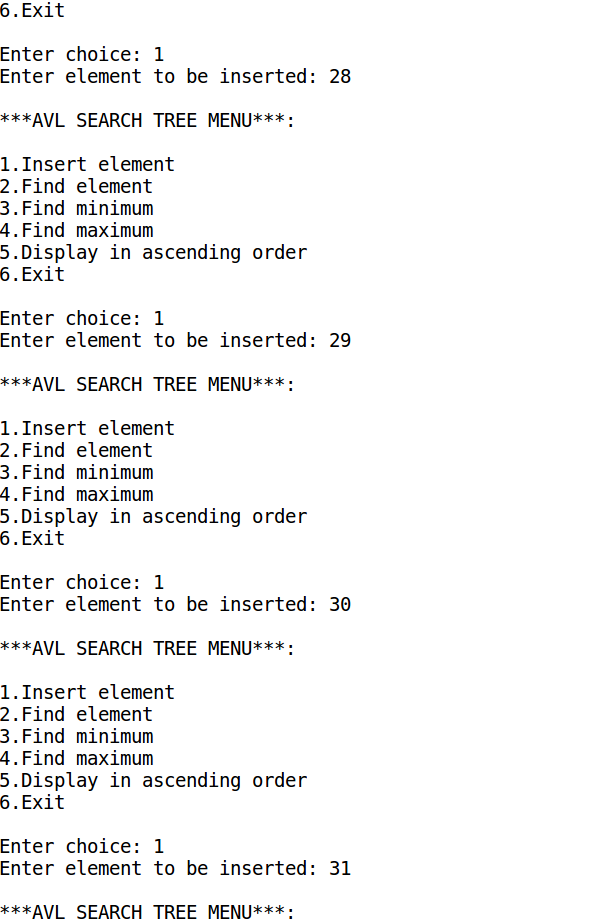 6.Exit
Enter choice: 1
Enter element to be inserted: 28
***AVL SEARCH TREE MENU***:
1.Insert element
2.Find element
3.Find minimum
4.Find maximum
5.Display in ascending order
6.Exit
Enter choice: 1
Enter element to be inserted: 29
***AVL SEARCH TREE MENU***:
1.Insert element
2.Find element
3.Find minimum
4.Find maximum
5.Display in ascending order
6.Exit
Enter choice: 1
Enter element to be inserted: 30
***AVL SEARCH TREE MENU***:
1.Insert element
2.Find element
3.Find minimum
4.Find maximum
5.Display in ascending order
6.Exit
Enter choice: 1
Enter element to be inserted: 31
***AVL SEARCH TREE MENU***: